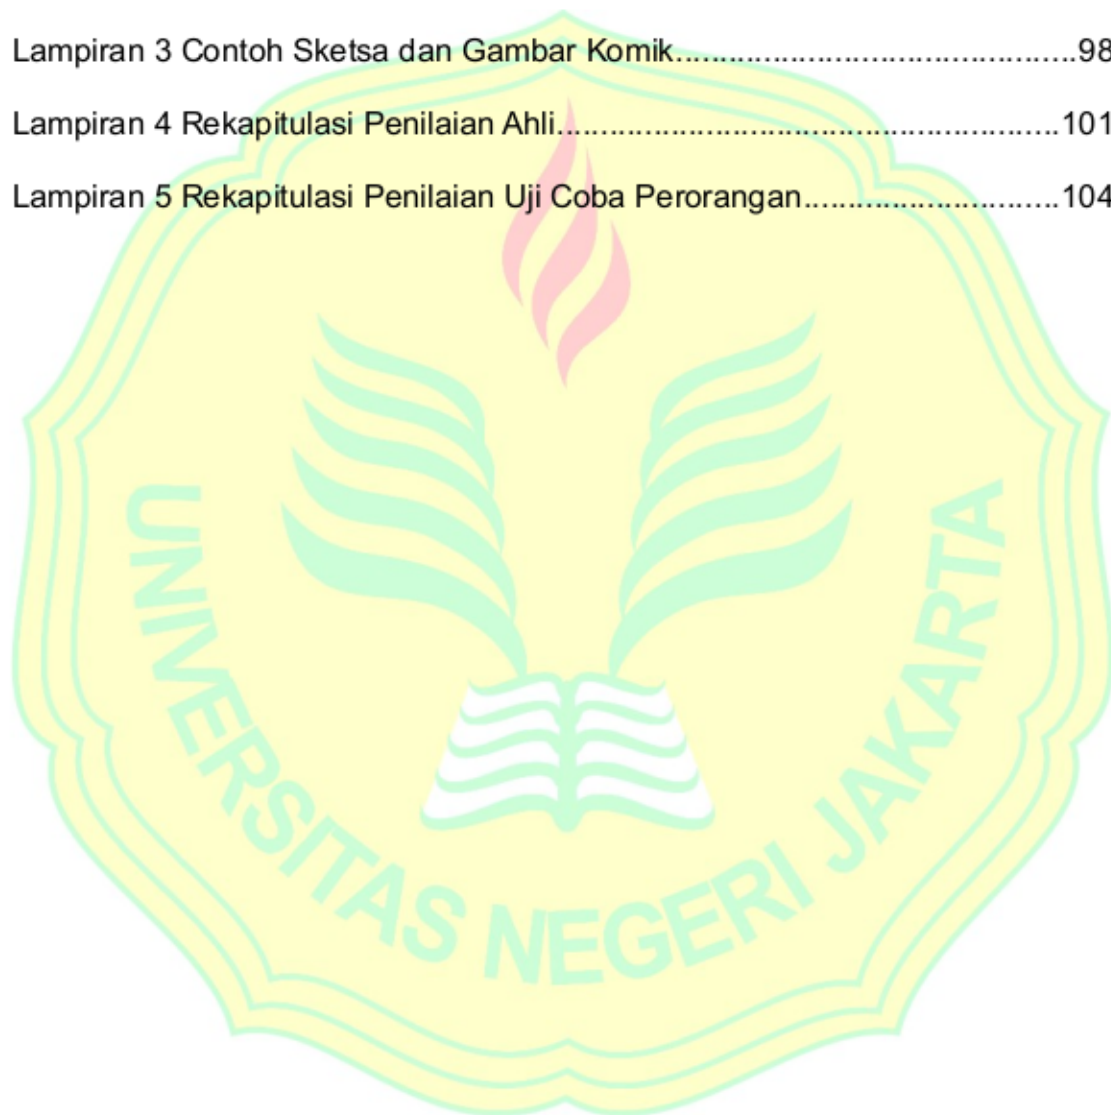 Lampiran 3 Contoh Sketsa dan Gambar Komik..............................................98
Lampiran 4 Rekapitulasi Penilaian Ahli.........................................................101
Lampiran 5 Rekapitulasi Penilaian Uji Coba Perorangan.............................104
UNIVERSITAS NEGERI JAKARTA